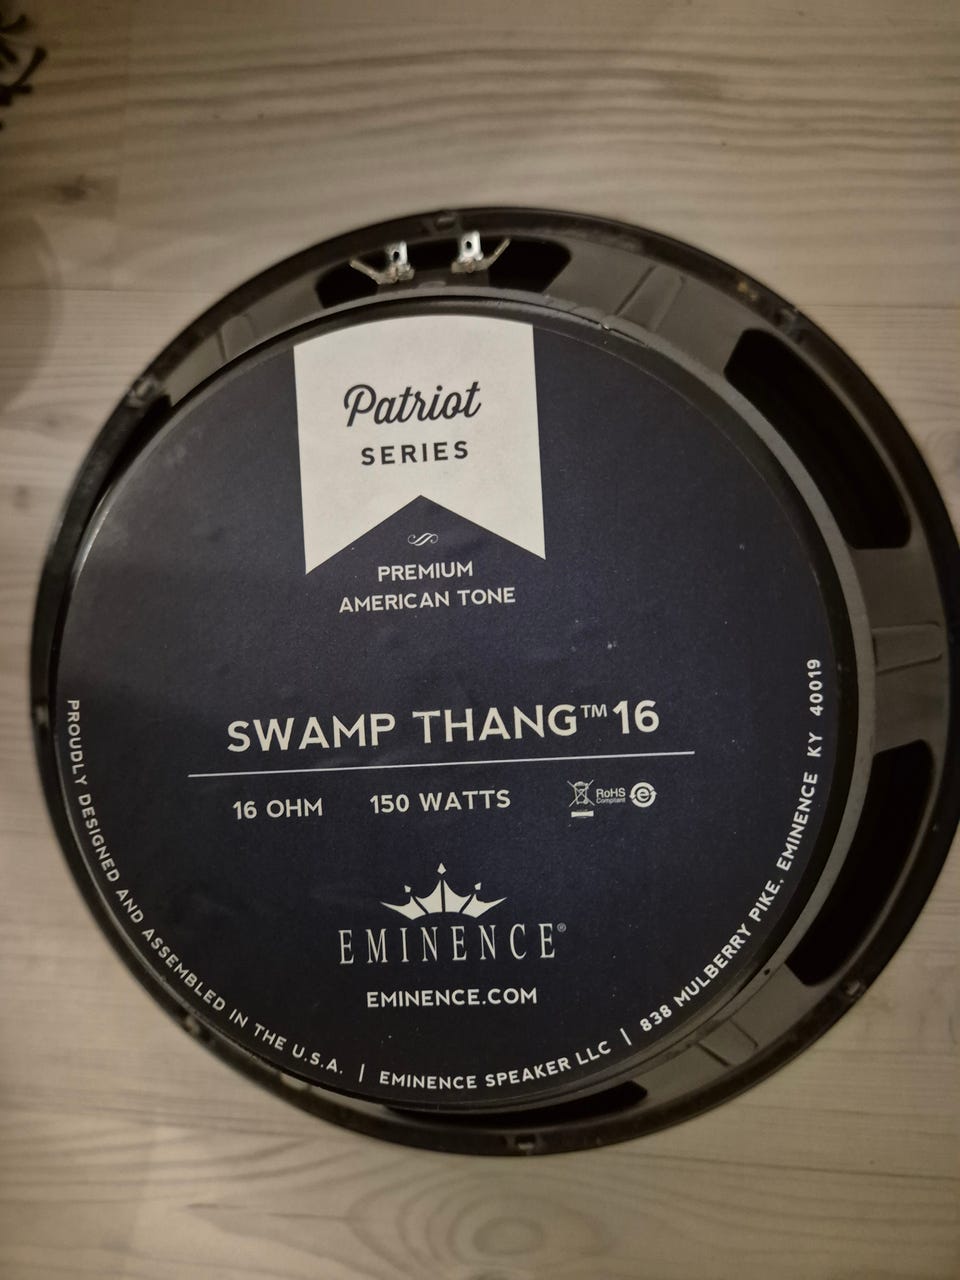 Patriot
SERIES
PREMIUM
AMERICAN TONE
SWAMP THANG™16
16 OHM 150 WATTS RoHS
Compliant e
EMINENCE®
EMINENCE.COM
PROUDLY DESIGNED AND ASSEMBLED IN THE U.S.A. | EMINENCE SPEAKER LLC | 838 MULBERRY PIKE, EMINENCE KY 40019